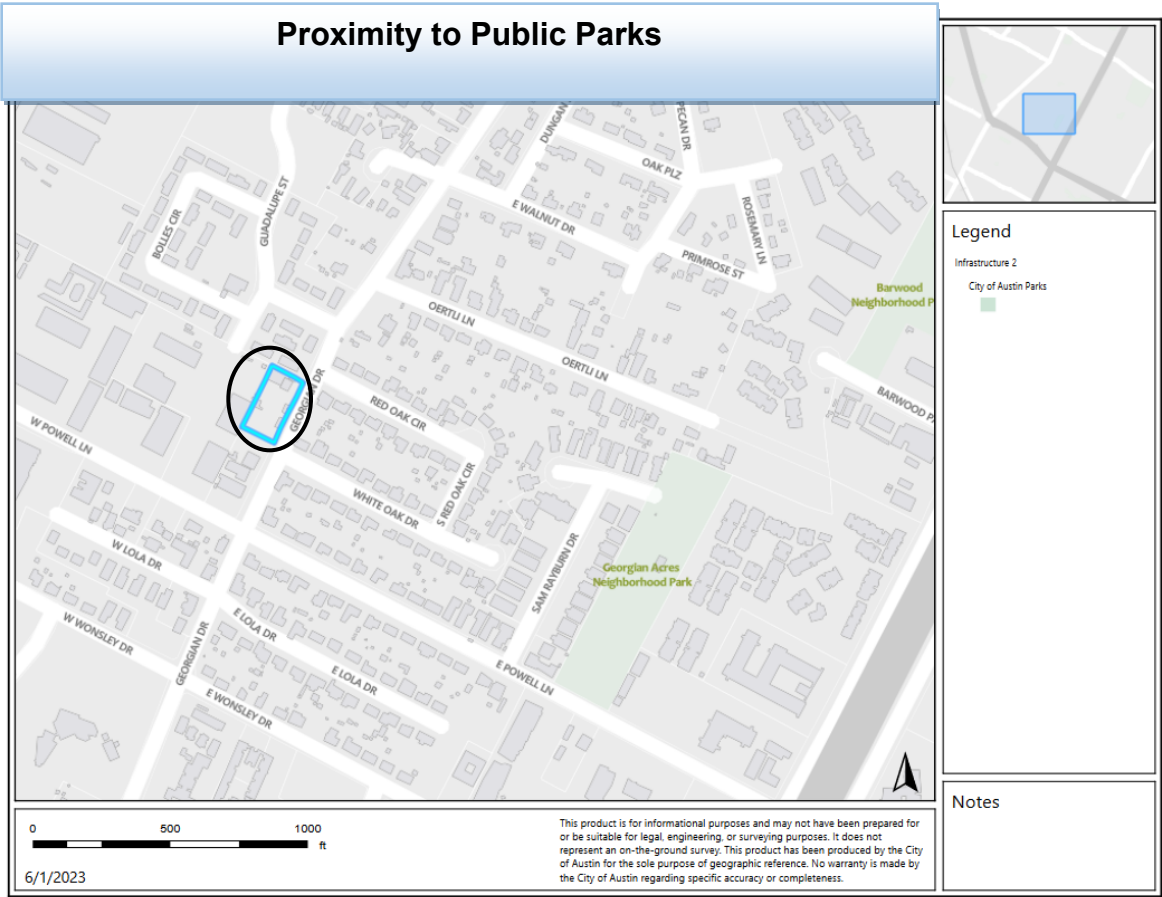 Proximity to Public Parks
DUNGAN
PECAN DR
OAK PLZ
GUADALUPE ST
E WALNUT DR
ROSEMARY LN
BOLLES CIR
PRIMROSE ST
Barwood
Neighborhood P
OERTLI LN
OERTLI LN
GEORGIAN DR
RED OAK CIR
BARWOOD P
W POWELL LN
WHITE OAK DR
S RED OAK CIR
W LOLA DR
SAM RAYBURN DR
Georgian Acres
Neighborhood Park
E LOLA DR
W WONSLEY DR
GEORGIAN DR
E LOLA DR
E POWELL LN
E WONSLEY DR
Legend
Infrastructure 2
City of Austin Parks
Notes
0 500 1000
ft
6/1/2023
This product is for informational purposes and may not have been prepared for
or be suitable for legal, engineering, or surveying purposes. It does not
represent an on-the-ground survey. This product has been produced by the City
of Austin for the sole purpose of geographic reference. No warranty is made by
the City of Austin regarding specific accuracy or completeness.